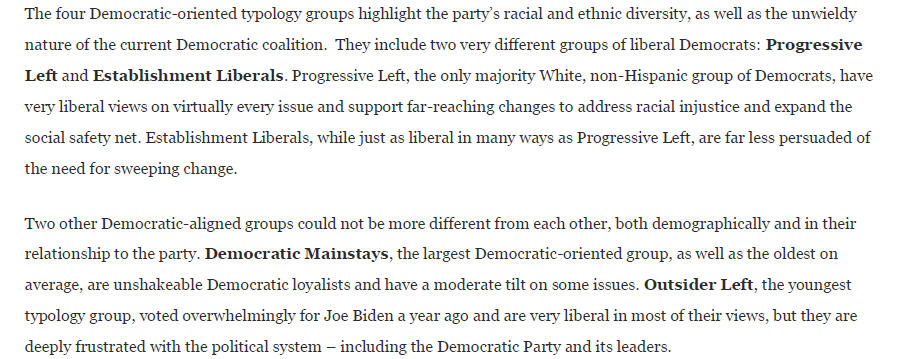 The four Democratic-oriented typology groups highlight the party’s racial and ethnic diversity, as well as the unwieldy
nature of the current Democratic coalition.  They include two very different groups of liberal Democrats: Progressive
Left and Establishment Liberals. Progressive Left, the only majority White, non-Hispanic group of Democrats, have
very liberal views on virtually every issue and support far-reaching changes to address racial injustice and expand the
social safety net. Establishment Liberals, while just as liberal in many ways as Progressive Left, are far less persuaded of
the need for sweeping change.
Two other Democratic-aligned groups could not be more different from each other, both demographically and in their
relationship to the party. Democratic Mainstays, the largest Democratic-oriented group, as well as the oldest on
average, are unshakeable Democratic loyalists and have a moderate tilt on some issues. Outsider Left, the youngest
typology group, voted overwhelmingly for Joe Biden a year ago and are very liberal in most of their views, but they are
deeply frustrated with the political system – including the Democratic Party and its leaders.